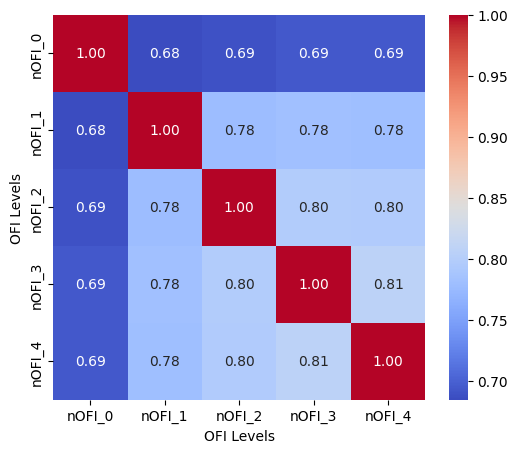 nOFI_0 1.00 0.68 0.69 0.69 0.69
nOFI_1 0.68 1.00 0.78 0.78 0.78
nOFI_2 0.69 0.78 1.00 0.80 0.80
nOFI_3 0.69 0.78 0.80 1.00 0.81
nOFI_4 0.69 0.78 0.80 0.81 1.00
OFI Levels
nOFI_0 nOFI_1 nOFI_2 nOFI_3 nOFI_4
OFI Levels
1.00
0.95
0.90
0.85
0.80
0.75
0.70